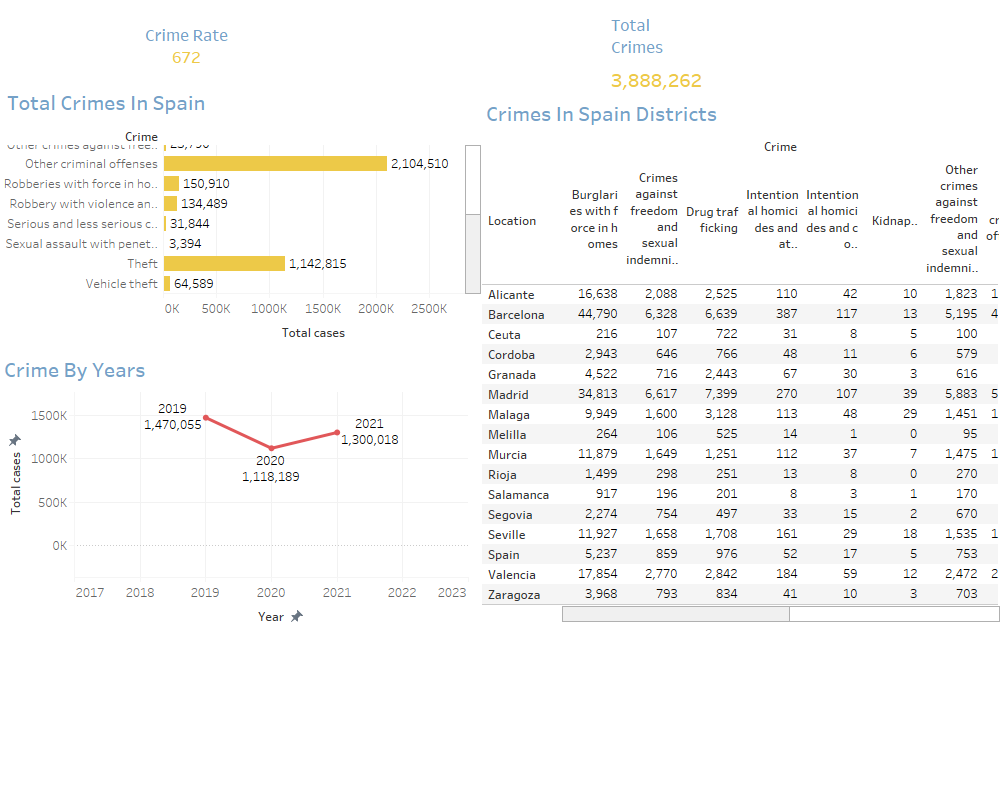 Crime Rate
672
Total
Crimes
3,888,262
Total Crimes In Spain
Crime
Other criminal offenses 2,104,510
Robberies with force in ho.. 150,910
Robbery with violence an.. 134,489
Serious and less serious c.. 31,844
Sexual assault with penet.. 3,394
Theft 1,142,815
Vehicle theft 64,589
0K 500K 1000K 1500K 2000K 2500K
Total cases
Crime By Years
1500K
1000K
500K
0K
Total cases
2019
1,470,055
2020
1,118,189
2021
1,300,018
2017 2018 2019 2020 2021 2022 2023
Year
Crimes In Spain Districts
Crime
Location
Burglari
es with f
orce in h
omes
Crimes
against
freedom
and
sexual
indemni..
Drug traf
ficking
Intention
al homici
des and
at..
Intention
al homici
des and c
o..
Kidnap..
Other
crimes
against
freedom
and
sexual
indemni..
Alicante 16,638 2,088 2,525 110 42 10 1,823
Barcelona 44,790 6,328 6,639 387 117 13 5,195
Ceuta 216 107 722 31 8 5 100
Cordoba 2,943 646 766 48 11 6 579
Granada 4,522 716 2,443 67 30 3 616
Madrid 34,813 6,617 7,399 270 107 39 5,883
Malaga 9,949 1,600 3,128 113 48 29 1,451
Melilla 264 106 525 14 1 0 95
Murcia 11,879 1,649 1,251 112 37 7 1,475
Rioja 1,499 298 251 13 8 0 270
Salamanca 917 196 201 8 3 1 170
Segovia 2,274 754 497 33 15 2 670
Seville 11,927 1,658 1,708 161 29 18 1,535
Spain 5,237 859 976 52 17 5 753
Valencia 17,854 2,770 2,842 184 59 12 2,472
Zaragoza 3,968 793 834 41 10 3 703